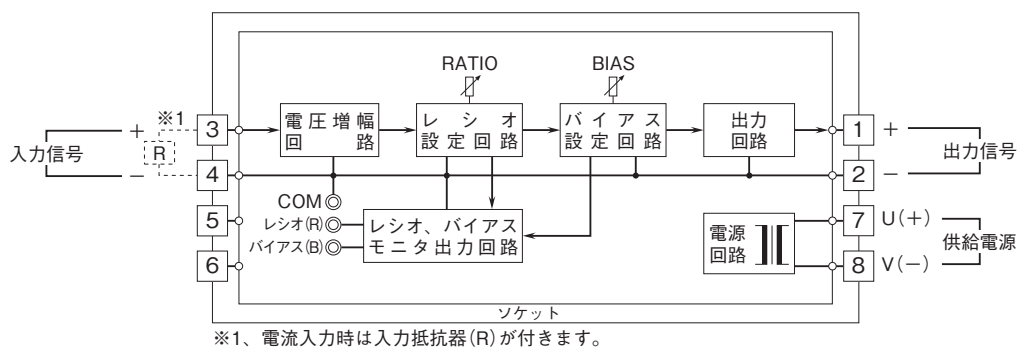 RATIO
BIAS
※1
3
電圧増幅
回路
レシオ
設定回路
バイアス
設定回路
出力
回路
1
+
+
R
入力信号
出力信号
−
4
2
−
COM
レシオ(R)
バイアス(B)
レシオ、バイアス
モニタ出力回路
5
6
電源
回路
7
U(+)
供給電源
8
V(−)
ソケット
※1、電流入力時は入力抵抗器(R)が付きます。